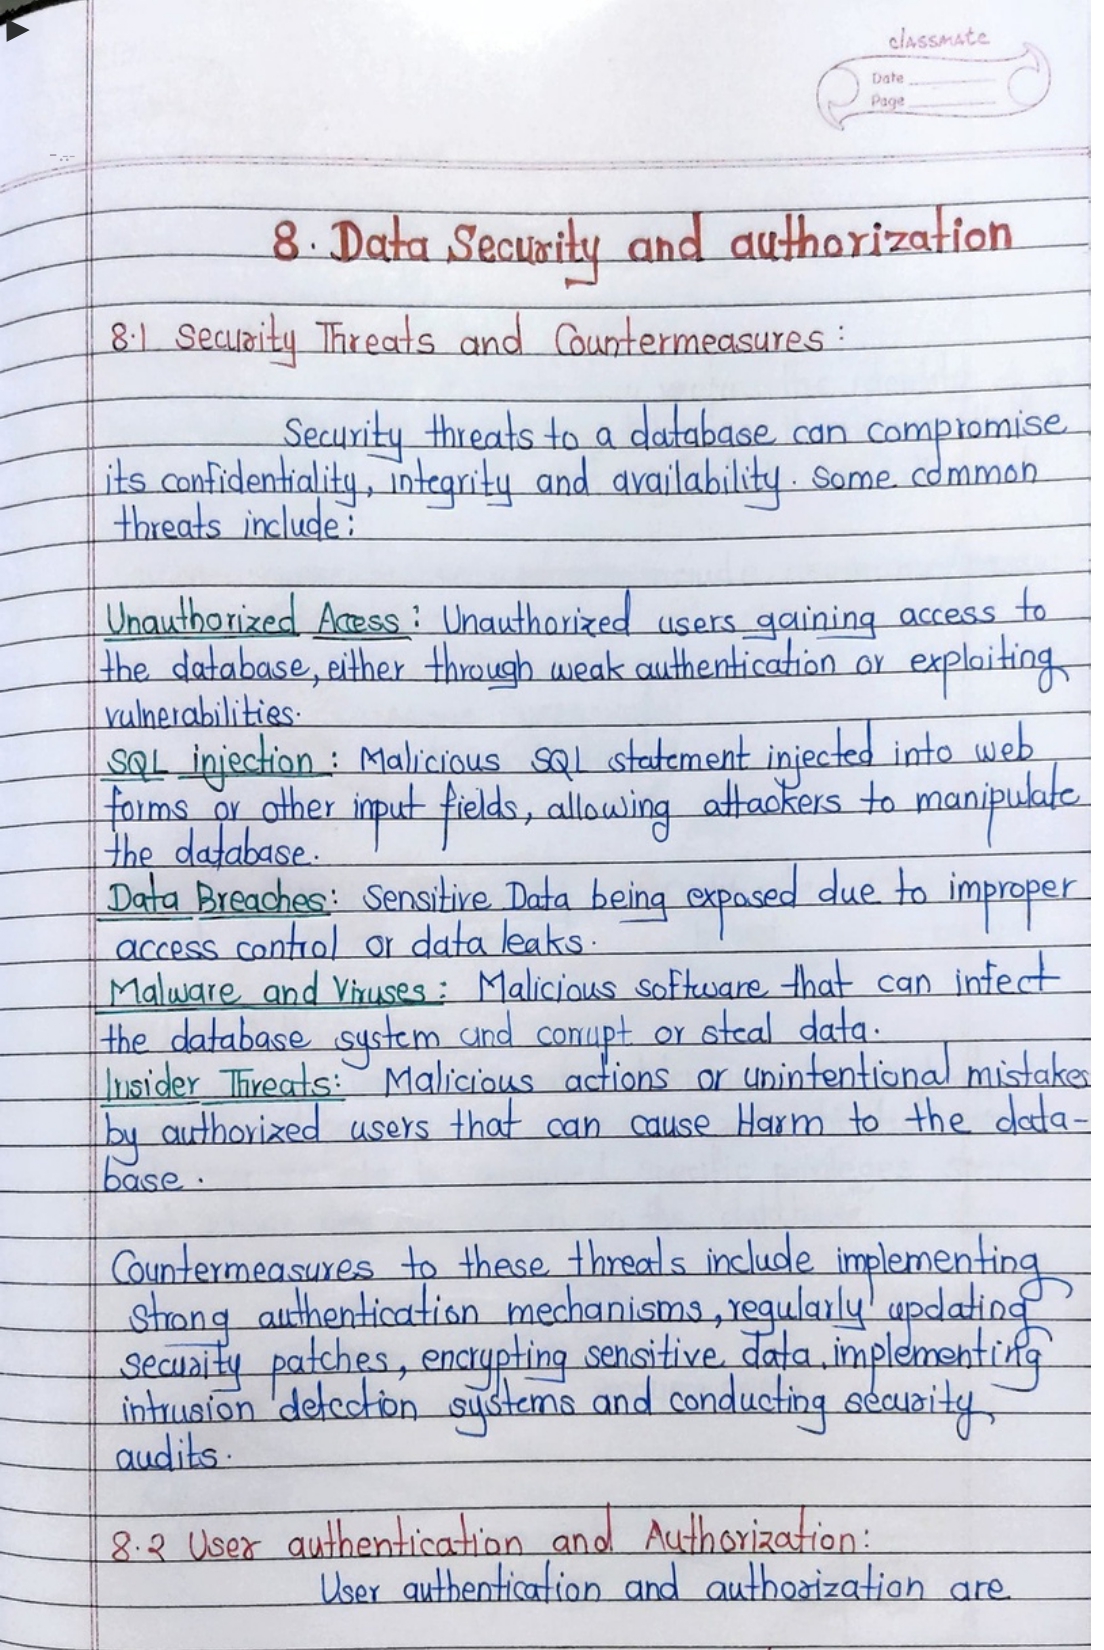 classmate
Date
Page
8. Data Security and authorization
8.1 Security Threats and Countermeasures :
Security threats to a database can compromise
its confidentiality, integrity and availability. Some common
threats include :
Unauthorized Access : Unauthorized users gaining access to
the database, either through weak authentication or exploiting
vulnerabilities.
SQL injection : Malicious SQL statement injected into web
forms or other input fields, allowing attackers to manipulate
the database.
Data Breaches : Sensitive Data being exposed due to improper
access control or data leaks.
Malware and Viruses : Malicious software that can infect
the database system and corrupt or steal data.
Insider Threats : Malicious actions or unintentional mistakes
by authorized users that can cause Harm to the data-
base.
Countermeasures to these threats include implementing
strong authentication mechanisms, regularly updating
security patches, encrypting sensitive data, implementing
intrusion detection systems and conducting security
audits.
8.2 User authentication and Authorization :
User authentication and authorization are